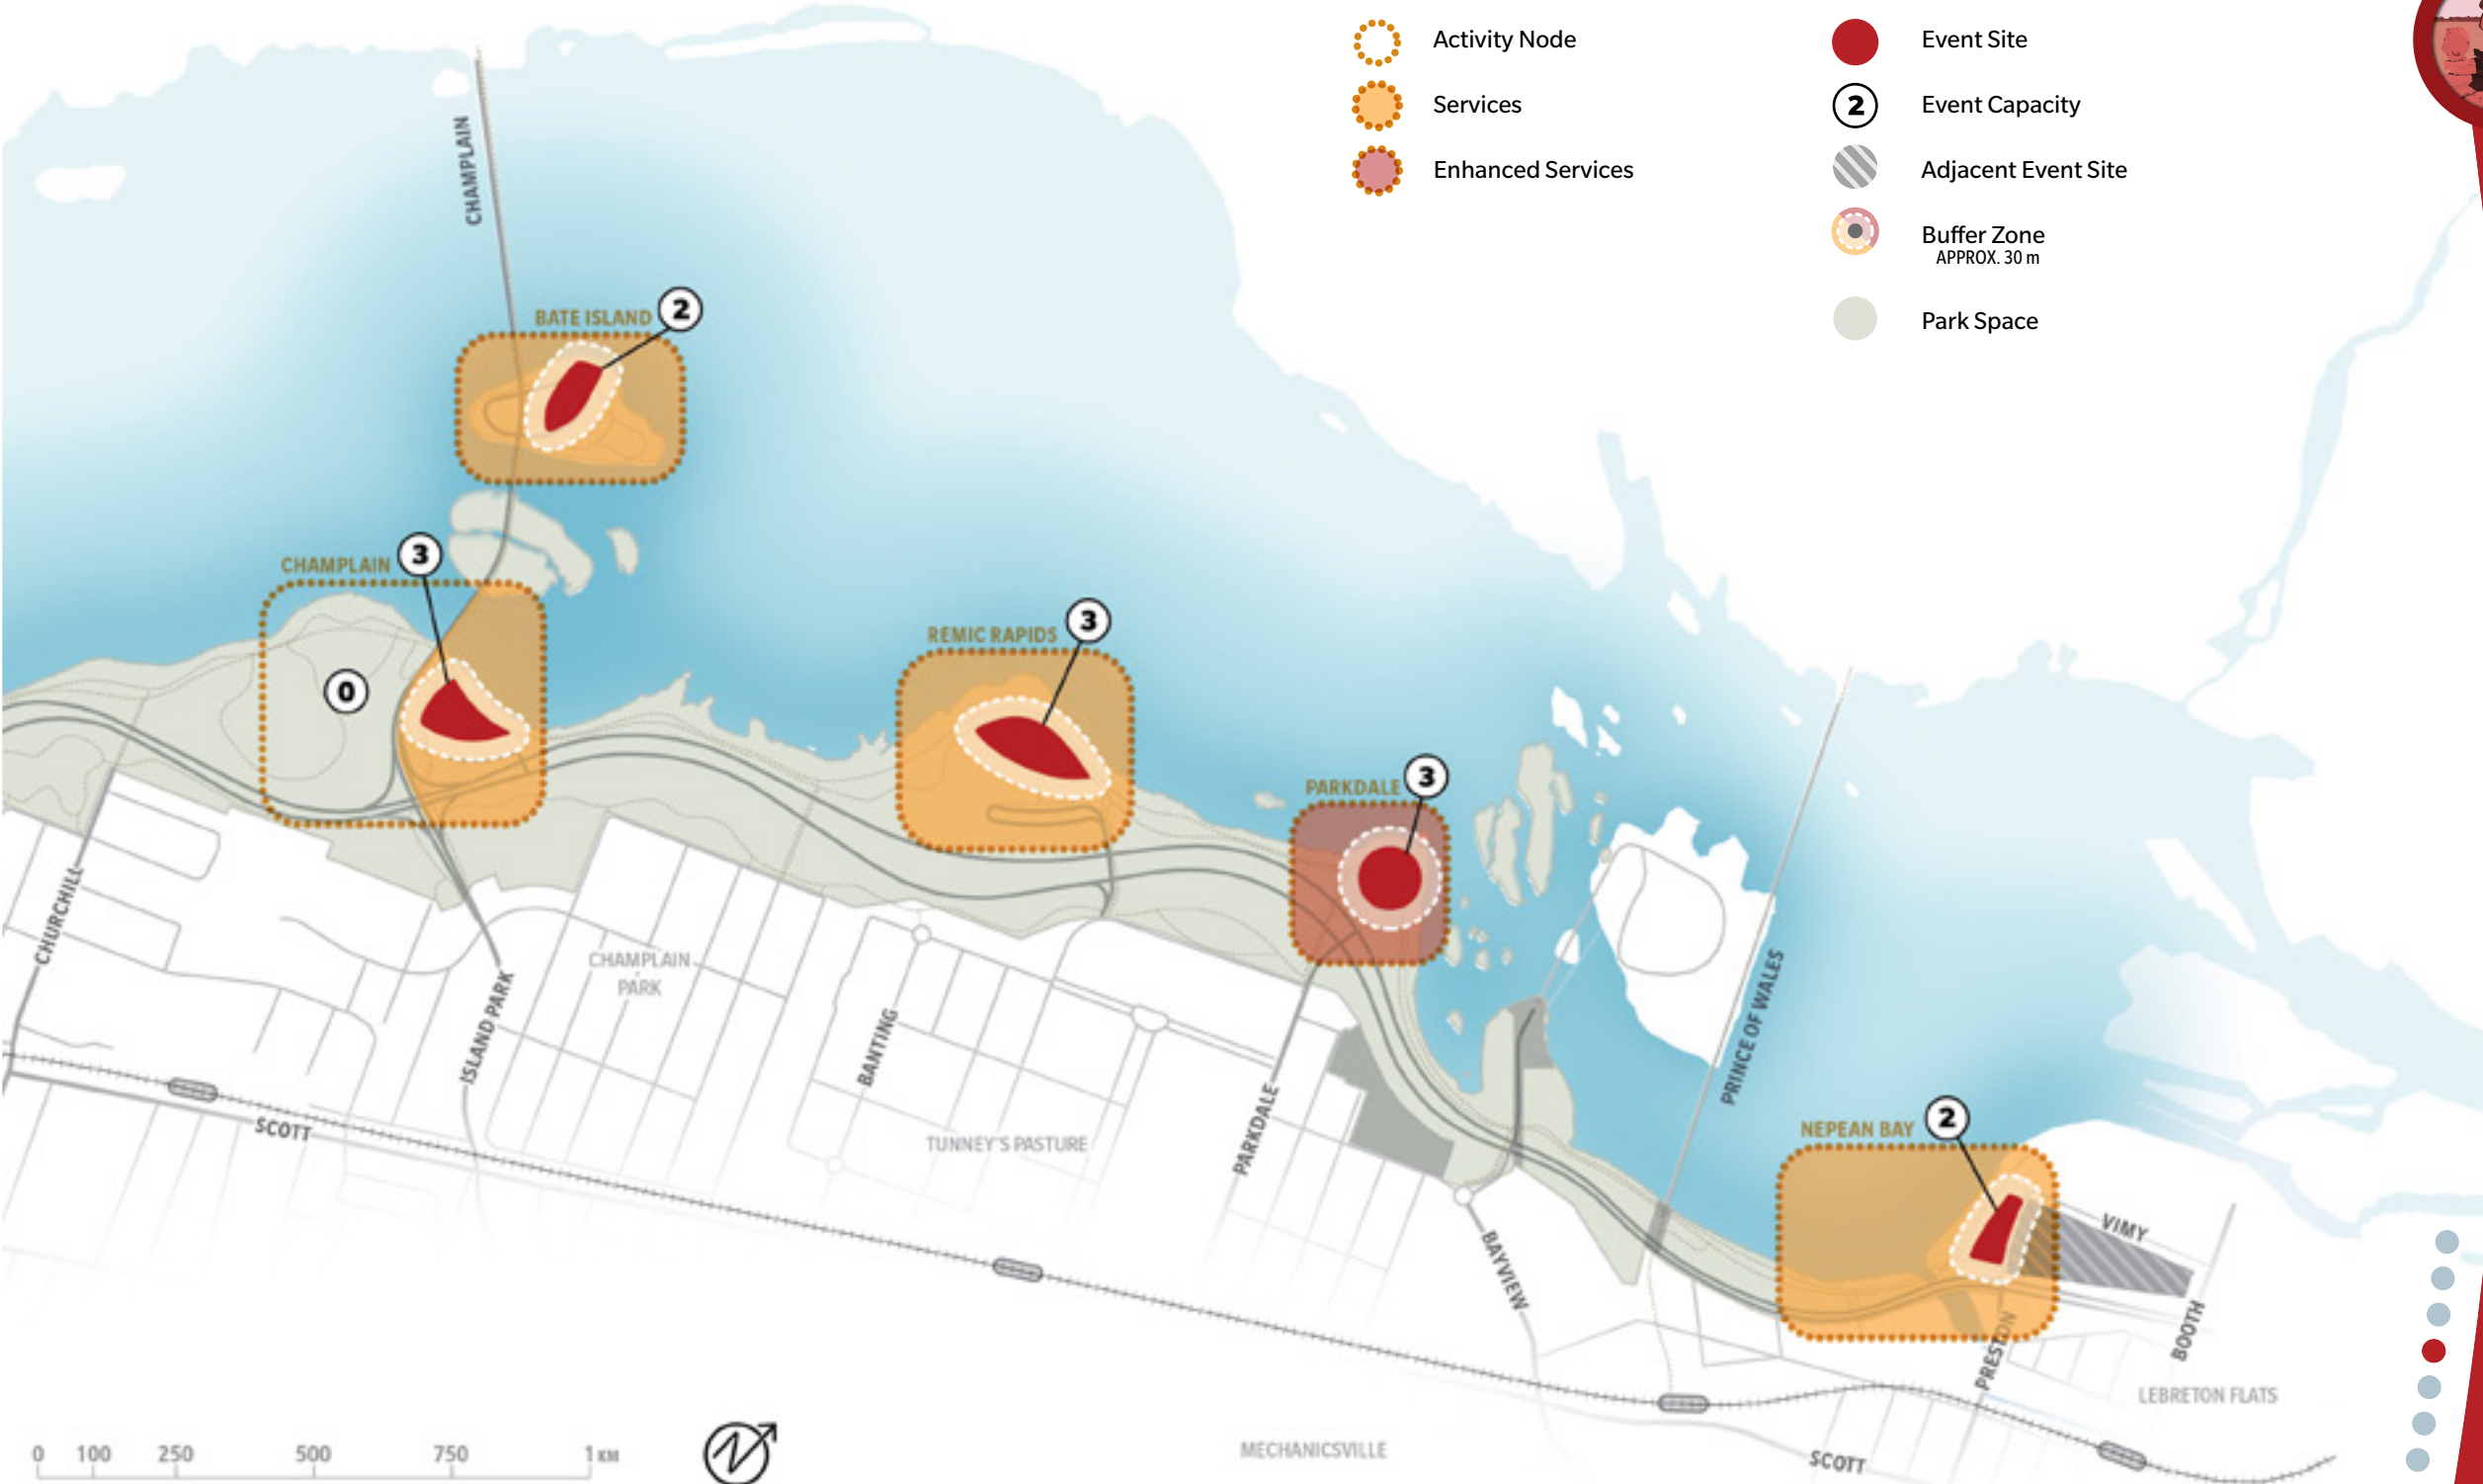 Activity Node
Services
Enhanced Services
Event Site
2
Event Capacity
Adjacent Event Site
Buffer Zone
APPROX. 30 m
Park Space
CHAMPLAIN
BATE ISLAND
2
CHAMPLAIN
3
0
REMIC RAPIDS
3
PARKDALE
3
NEPEAN BAY
2
CHURCHILL
ISLAND PARK
CHAMPLAIN
PARK
BANTING
TUNNEY'S PASTURE
PARKDALE
PRINCE OF WALES
BAYVIEW
VIMY
BOOTH
PRESTON
LEBRETON FLATS
SCOTT
MECHANICSVILLE
SCOTT
0 100 250 500 750 1 KM
N